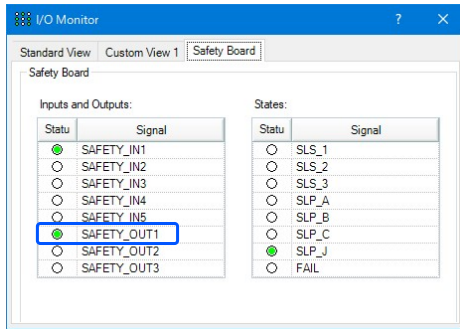 I/O Monitor ? ×
Standard View Custom View 1 Safety Board
Safety Board
Inputs and Outputs: States:
Statu Signal Statu Signal
SAFETY_IN1 SLS_1
SAFETY_IN2 SLS_2
SAFETY_IN3 SLS_3
SAFETY_IN4 SLP_A
SAFETY_IN5 SLP_B
SAFETY_OUT1 SLP_C
SAFETY_OUT2 SLP_J
SAFETY_OUT3 FAIL